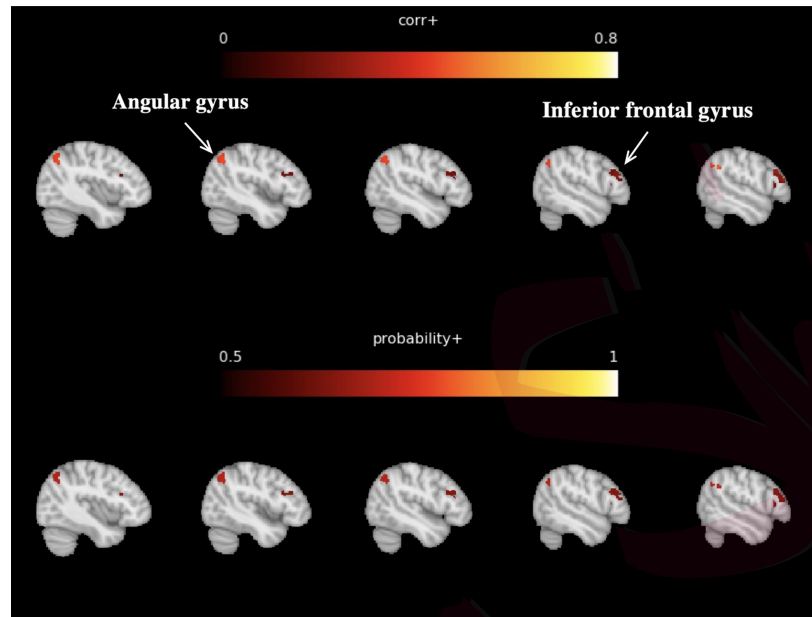 corr+
0 0.8
Angular gyrus
Inferior frontal gyrus
probability+
0.5 1